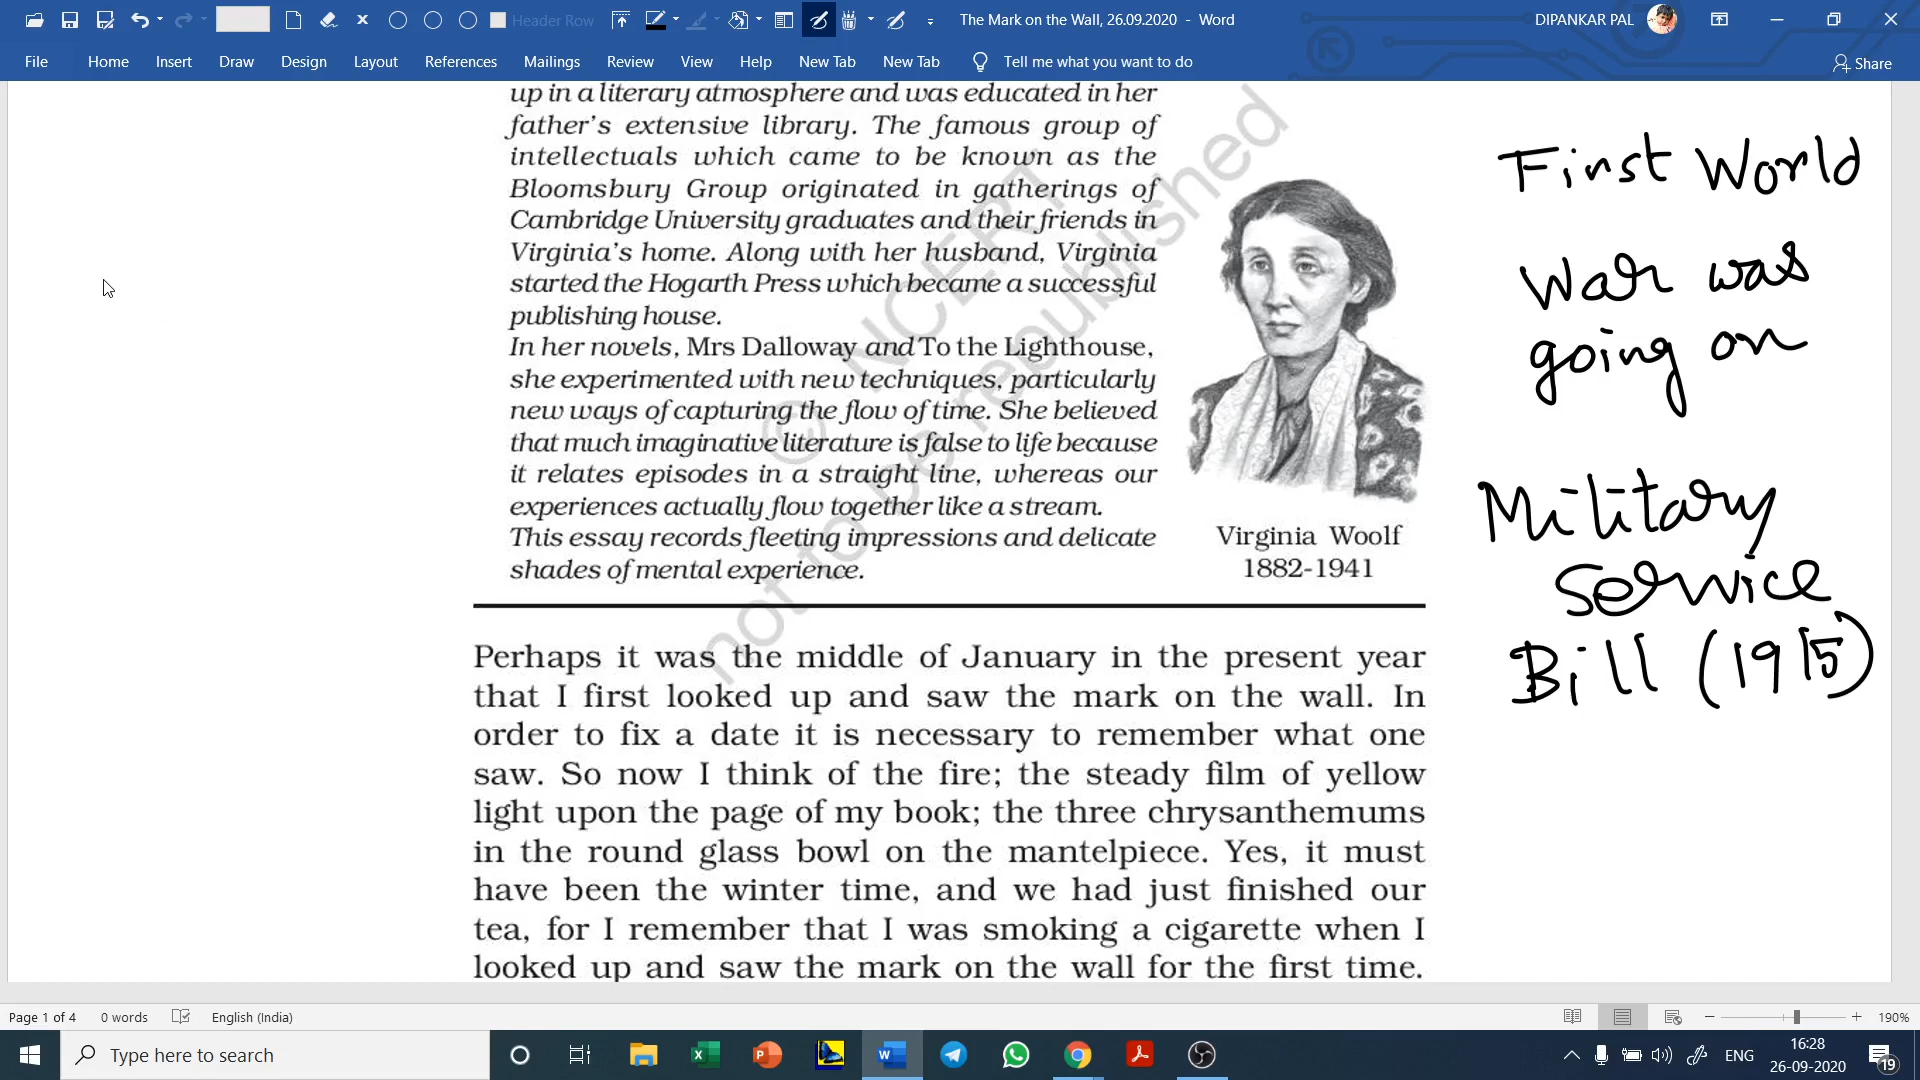 Header Row
The Mark on the Wall, 26.09.2020 - Word
DIPANKAR PAL
File Home Insert Draw Design Layout References Mailings Review View Help New Tab New Tab Tell me what you want to do
Share
up in a literary atmosphere and was educated in her
father's extensive library. The famous group of
intellectuals which came to be known as the
Bloomsbury Group originated in gatherings of
Cambridge University graduates and their friends in
Virginia's home. Along with her husband, Virginia
started the Hogarth Press which became a successful
publishing house.
In her novels, Mrs Dalloway and To the Lighthouse,
she experimented with new techniques, particularly
new ways of capturing the flow of time. She believed
that much imaginative literature is false to life because
it relates episodes in a straight line, whereas our
experiences actually flow together like a stream.
This essay records fleeting impressions and delicate
shades of mental experience.
Virginia Woolf
1882-1941
© NCERT
not to be republished
First World
War was
going on
Military
Service
Bill (1915)
Perhaps it was the middle of January in the present year
that I first looked up and saw the mark on the wall. In
order to fix a date it is necessary to remember what one
saw. So now I think of the fire; the steady film of yellow
light upon the page of my book; the three chrysanthemums
in the round glass bowl on the mantelpiece. Yes, it must
have been the winter time, and we had just finished our
tea, for I remember that I was smoking a cigarette when I
looked up and saw the mark on the wall for the first time.
Page 1 of 4 0 words English (India)
190%
Type here to search
ENG
16:28
26-09-2020
19